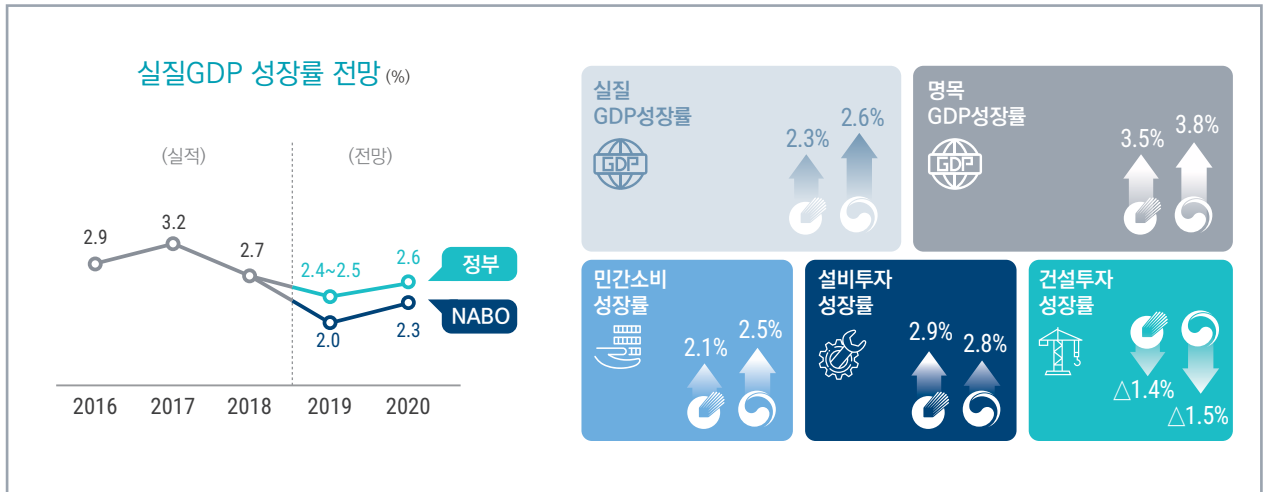 실질GDP 성장률 전망 (%)
(실적)
(전망)
2.9
3.2
2.7
2.4~2.5
2.6
2.0
2.3
정부
NABO
2016
2017
2018
2019
2020
실질
GDP성장률
GDP
2.3%
2.6%
명목
GDP성장률
GDP
3.5%
3.8%
민간소비
성장률
2.1%
2.5%
설비투자
성장률
2.9%
2.8%
건설투자
성장률
△1.4%
△1.5%